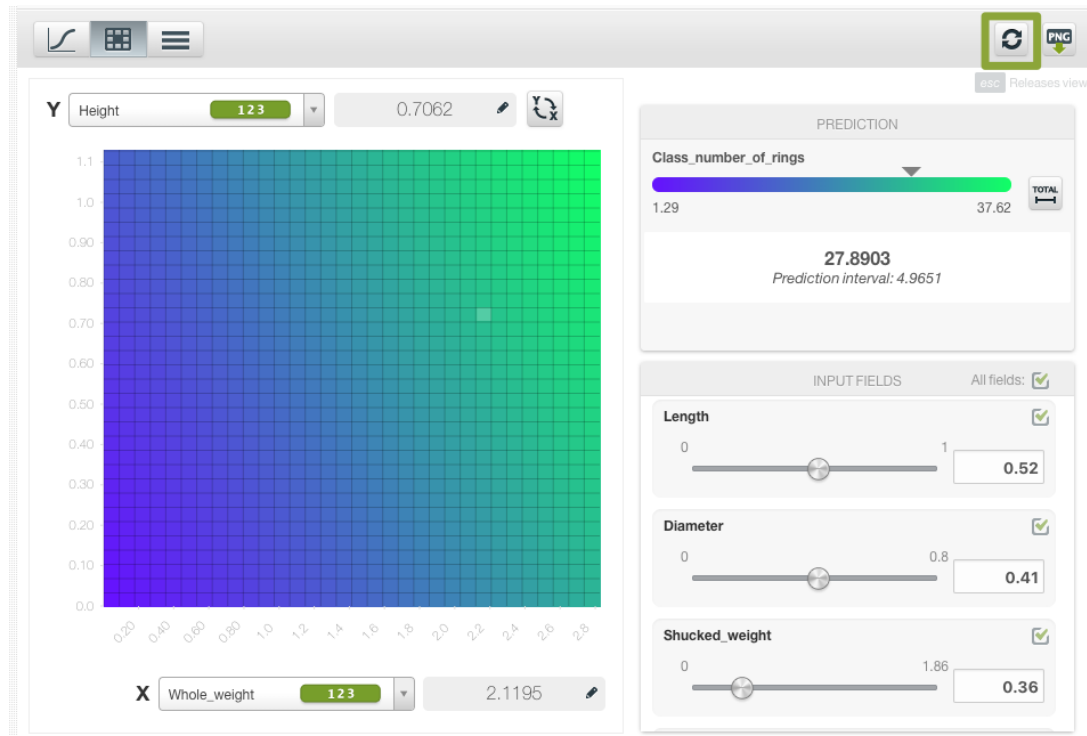 PNG
esc Releases view
Y Height 123 0.7062 Y X
1.1
1.0
0.90
0.80
0.70
0.60
0.50
0.40
0.30
0.20
0.10
0.0
0.20 0.40 0.60 0.80 1.0 1.2 1.4 1.6 1.8 2.0 2.2 2.4 2.6 2.8
X Whole_weight 123 2.1195
PREDICTION
Class_number_of_rings
TOTAL
1.29 37.62
27.8903
Prediction interval: 4.9651
INPUT FIELDS All fields:
Length
0 1
0.52
Diameter
0 0.8
0.41
Shucked_weight
0 1.86
0.36